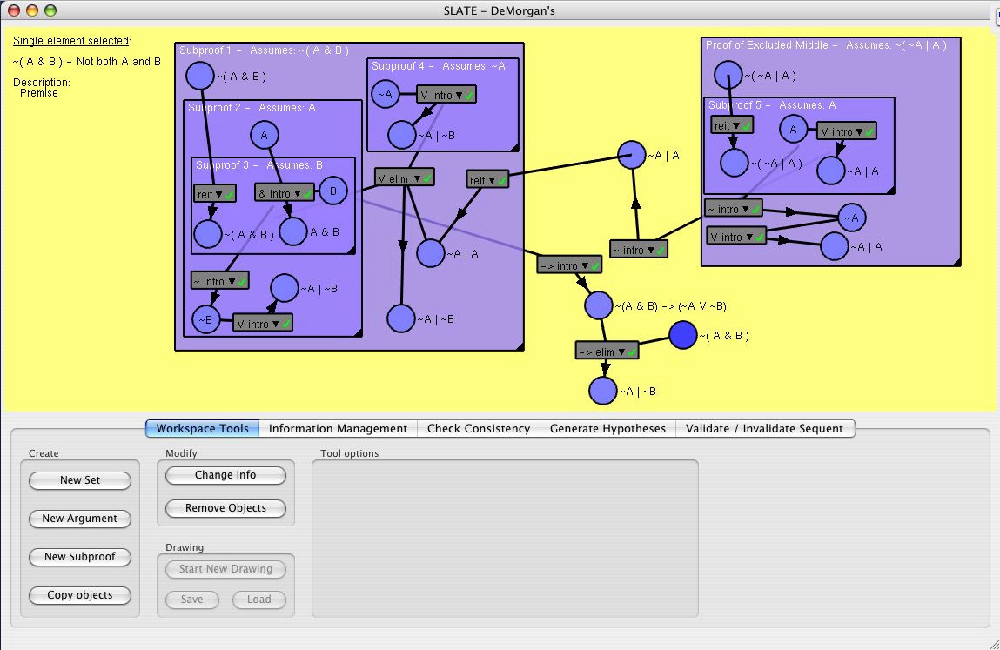 SLATE – DeMorgan's
Single element selected:
~( A & B ) – Not both A and B
Description:
Premise
Subproof 1 – Assumes: ~( A & B )
~( A & B )
Subproof 2 – Assumes: A
A
Subproof 3 – Assumes: B
reit ▼ ✓
& intro ▼ ✓
B
~( A & B )
A & B
~ intro ▼ ✓
~A | ~B
~B
V intro ▼ ✓
Subproof 4 – Assumes: ~A
~A
V intro ▼ ✓
~A | ~B
V elim ▼ ✓
reit ▼ ✓
~A | A
~A | ~B
~A | A
~ intro ▼ ✓
-> intro ▼ ✓
~(A & B) -> (~A V ~B)
~( A & B )
-> elim ▼ ✓
~A | ~B
Proof of Excluded Middle – Assumes: ~( ~A | A )
~( ~A | A )
Subproof 5 – Assumes: A
reit ▼ ✓
A
V intro ▼ ✓
~( ~A | A )
~A | A
~ intro ▼ ✓
~A
V intro ▼ ✓
~A | A
Workspace Tools
Information Management
Check Consistency
Generate Hypotheses
Validate / Invalidate Sequent
Create
New Set
New Argument
New Subproof
Copy objects
Modify
Change Info
Remove Objects
Drawing
Start New Drawing
Save
Load
Tool options